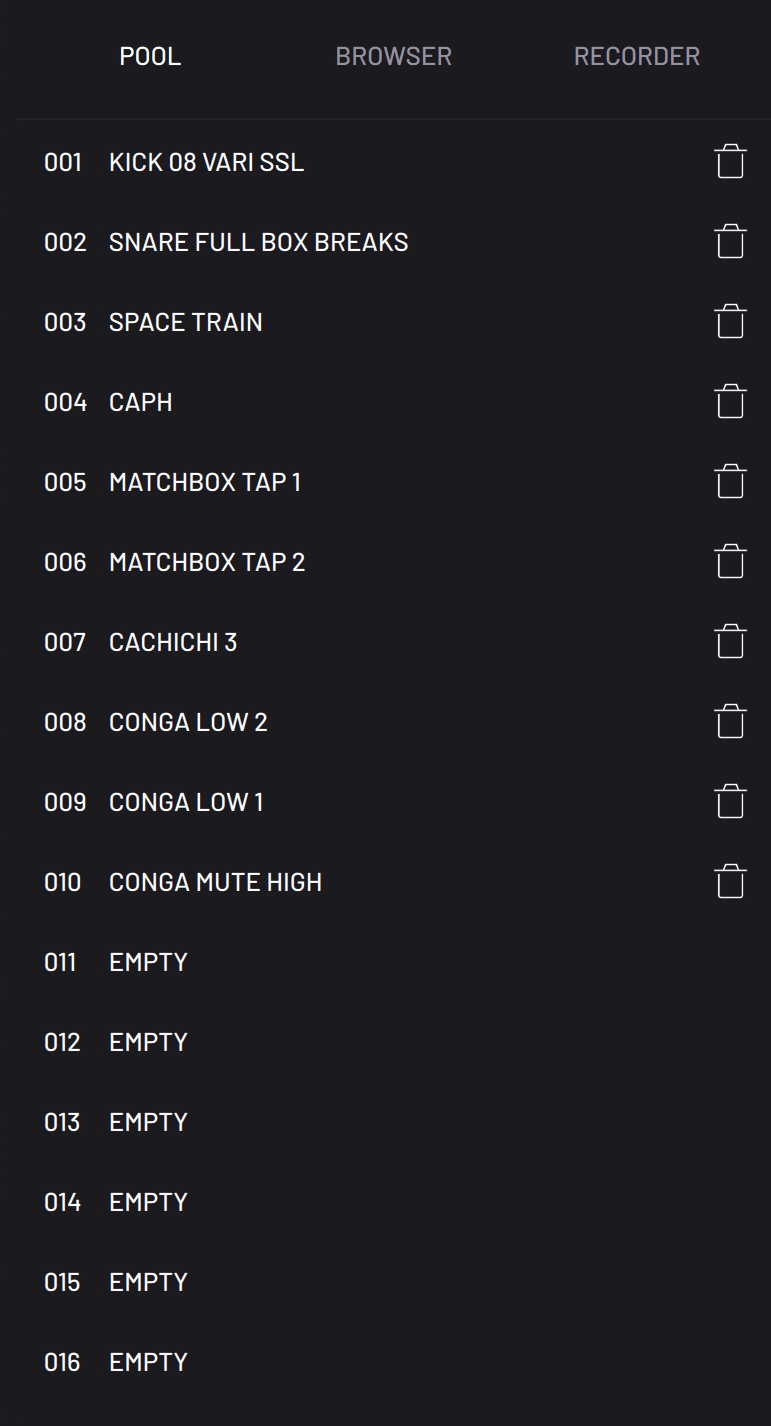 POOL BROWSER RECORDER
001 KICK 08 VARI SSL
002 SNARE FULL BOX BREAKS
003 SPACE TRAIN
004 CAPH
005 MATCHBOX TAP 1
006 MATCHBOX TAP 2
007 CACHICHI 3
008 CONGA LOW 2
009 CONGA LOW 1
010 CONGA MUTE HIGH
011 EMPTY
012 EMPTY
013 EMPTY
014 EMPTY
015 EMPTY
016 EMPTY